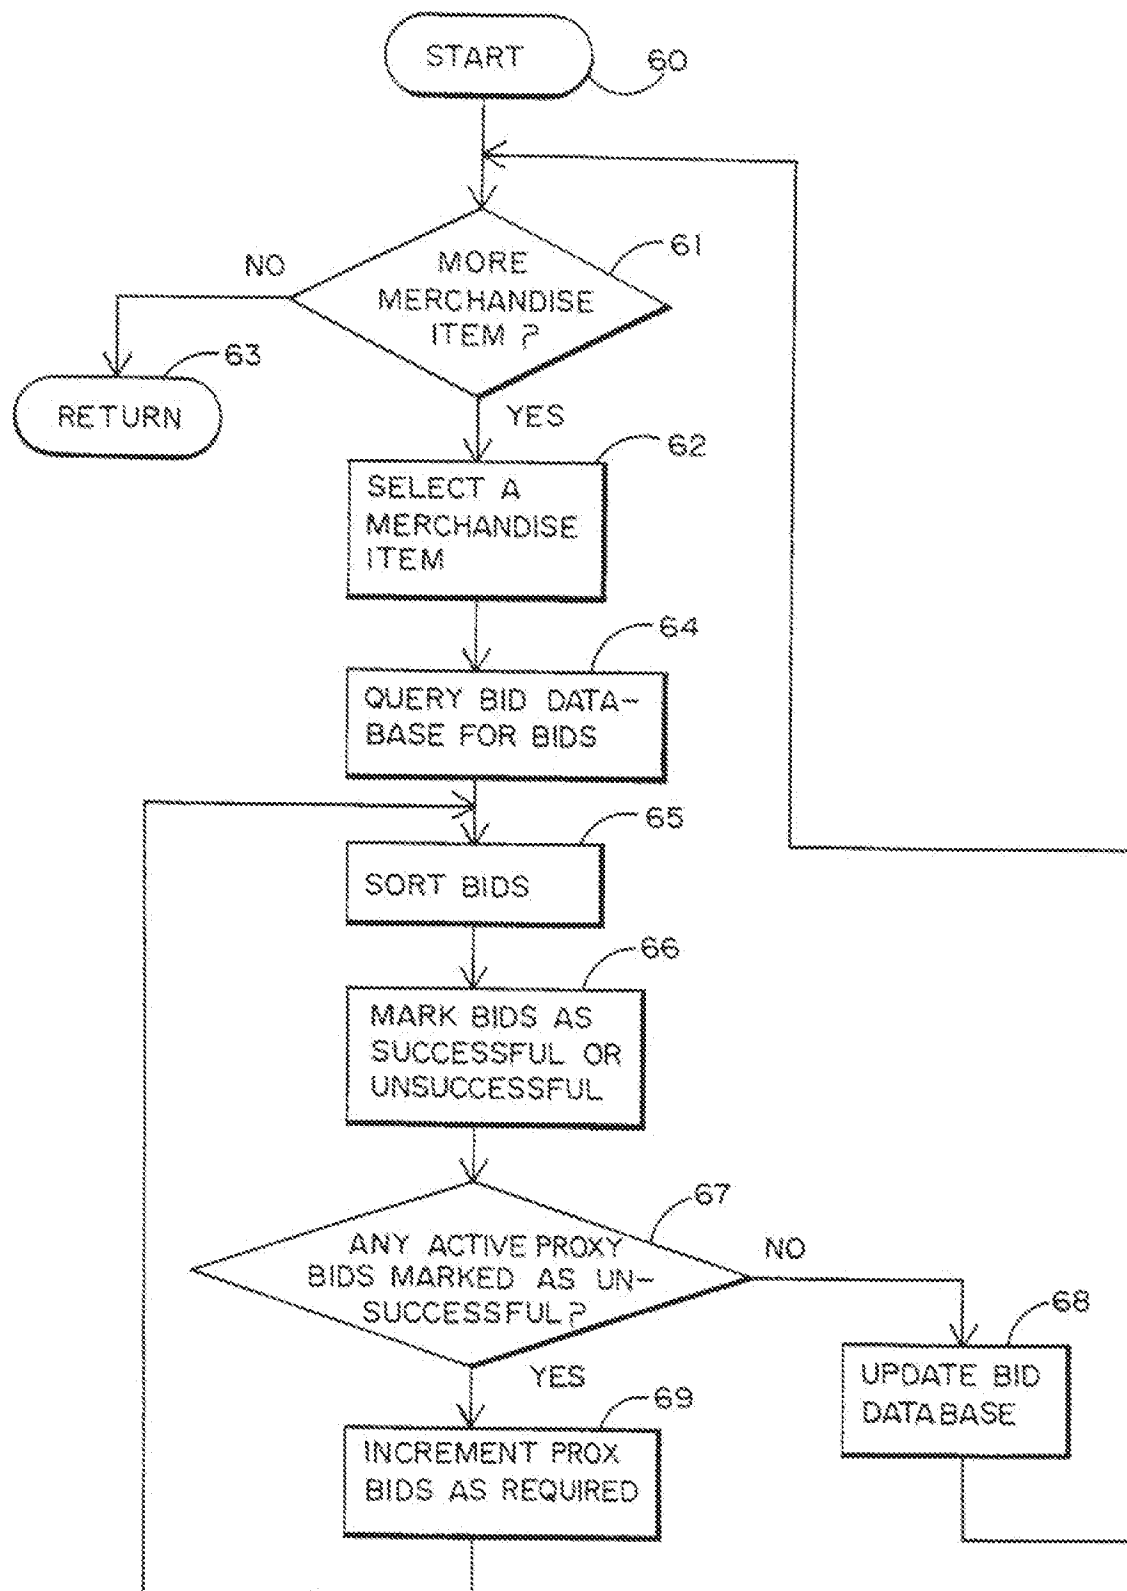 START
60
61
MORE
MERCHANDISE
ITEM ?
NO
63
RETURN
YES
62
SELECT A
MERCHANDISE
ITEM
64
QUERY BID DATA-
BASE FOR BIDS
65
SORT BIDS
66
MARK BIDS AS
SUCCESSFUL OR
UNSUCCESSFUL
67
ANY ACTIVE PROXY
BIDS MARKED AS UN-
SUCCESSFUL ?
NO
68
UPDATE BID
DATABASE
YES
69
INCREMENT PROX
BIDS AS REQUIRED